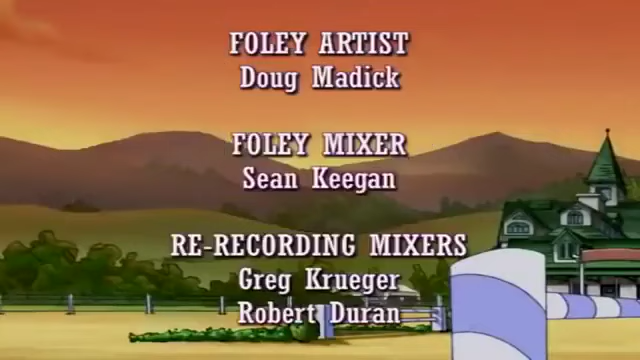 FOLEY ARTIST
Doug Madick
FOLEY MIXER
Sean Keegan
RE-RECORDING MIXERS
Greg Krueger
Robert Duran